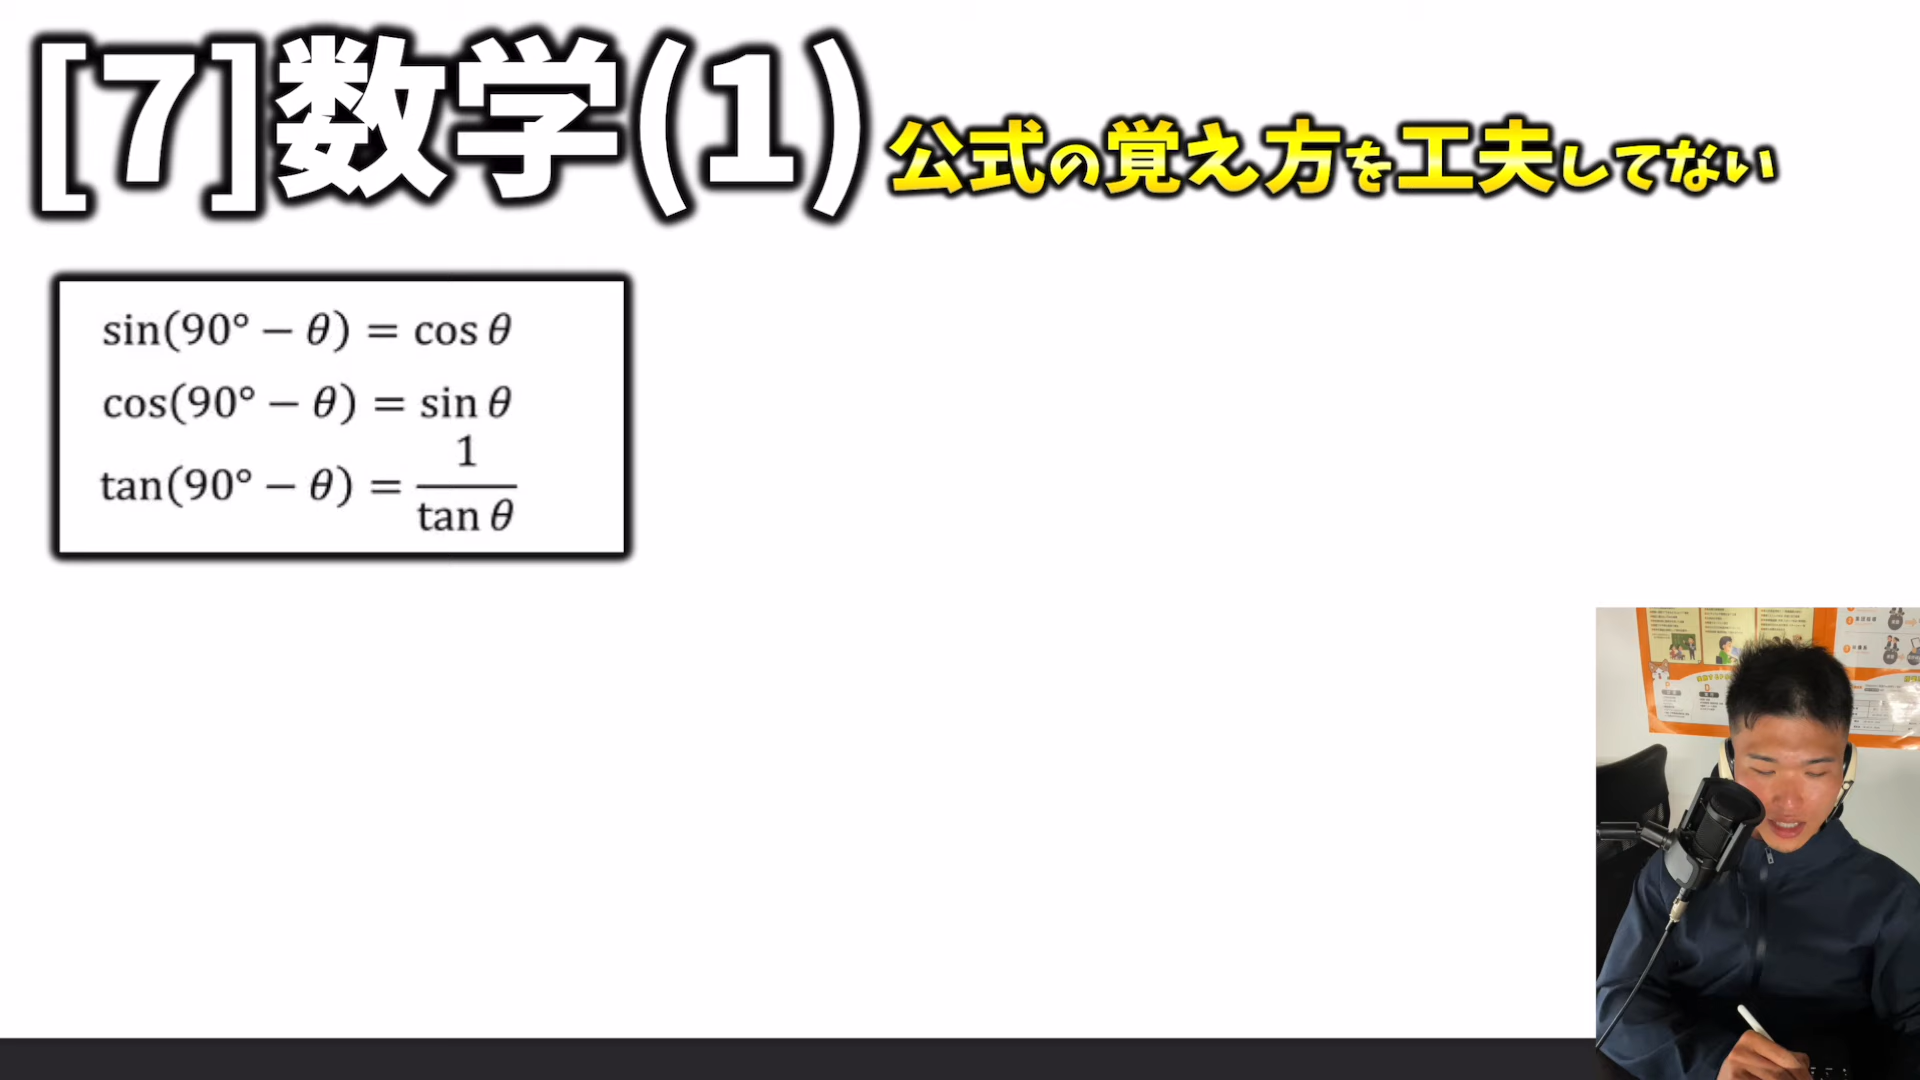 [7]数学(1) 公式の覚え方を工夫してない
sin(90° − θ) = cos θ
cos(90° − θ) = sin θ
tan(90° − θ) = 1/tan θ